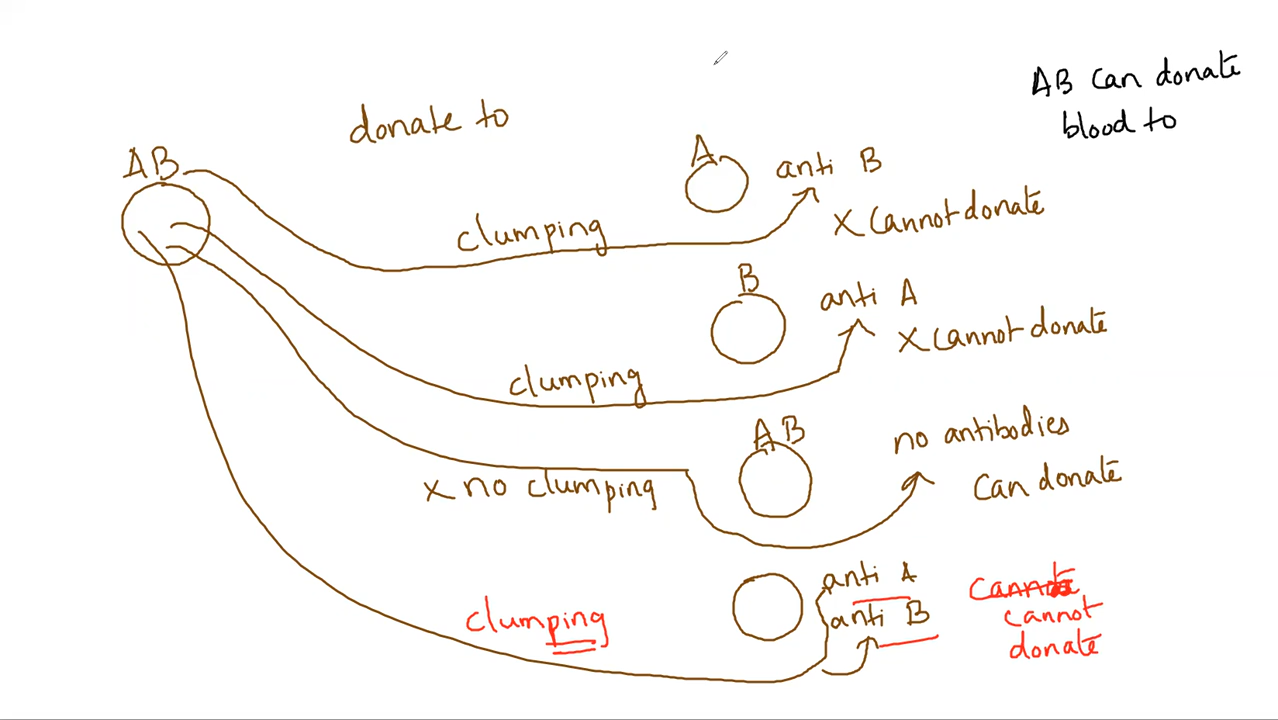 donate to
AB can donate
blood to
AB
A
anti B
clumping
X Cannot donate
B
anti A
X Cannot donate
clumping
AB
no antibodies
x no clumping
Can donate
anti A
anti B
clumping
cannot
donate